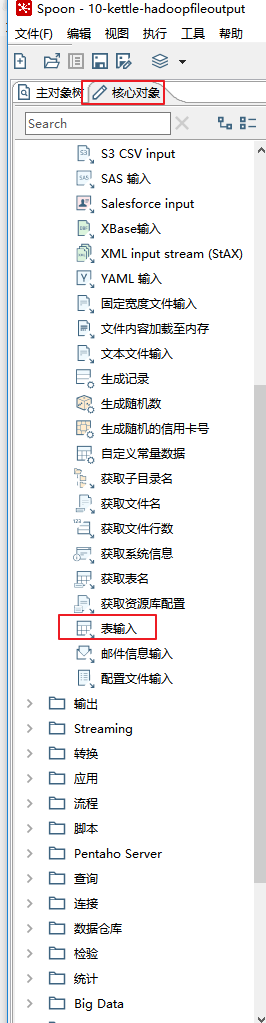 Spoon - 10-kettle-hadoopfileoutput
文件(F) 编辑 视图 执行 工具 帮助
主对象树 核心对象
Search
S3 CSV input
SAS 输入
Salesforce input
XBase输入
XML input stream (StAX)
YAML 输入
固定宽度文件输入
文件内容加载至内存
文本文件输入
生成记录
生成随机数
生成随机的信用卡号
自定义常量数据
获取子目录名
获取文件名
获取文件行数
获取系统信息
获取表名
获取资源库配置
表输入
邮件信息输入
配置文件输入
输出
Streaming
转换
应用
流程
脚本
Pentaho Server
查询
连接
数据仓库
检验
统计
Big Data